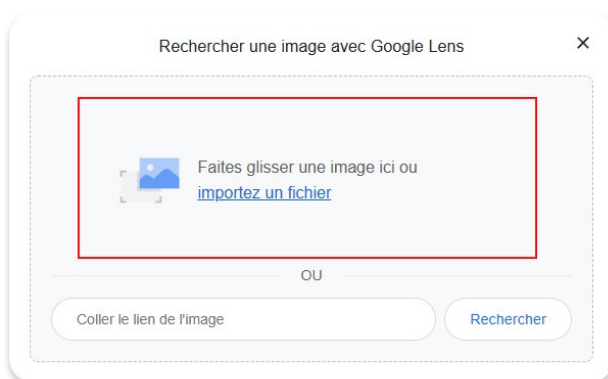 Rechercher une image avec Google Lens
Faites glisser une image ici ou
importez un fichier
OU
Coller le lien de l'image
Rechercher